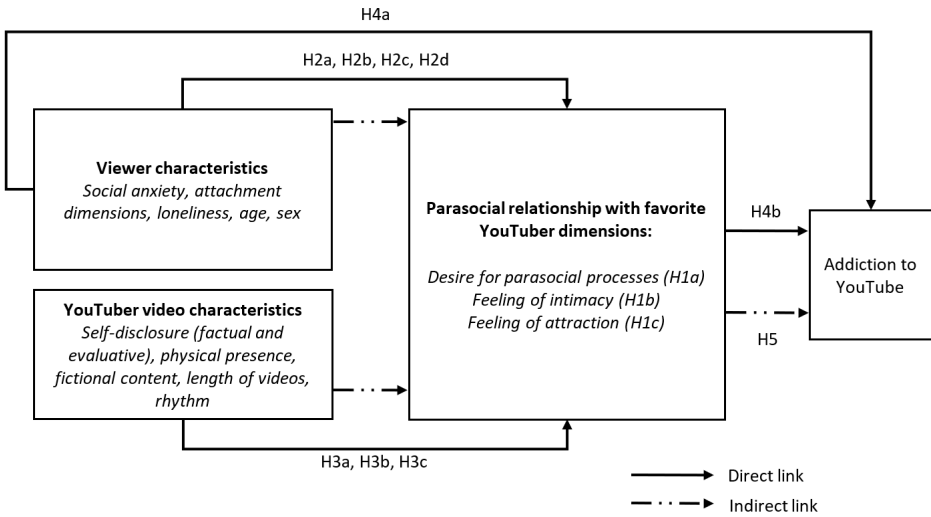 H4a
H2a, H2b, H2c, H2d
Viewer characteristics
Social anxiety, attachment
dimensions, loneliness, age, sex
YouTuber video characteristics
Self-disclosure (factual and
evaluative), physical presence,
fictional content, length of videos,
rhythm
H3a, H3b, H3c
Parasocial relationship with favorite
YouTuber dimensions:
Desire for parasocial processes (H1a)
Feeling of intimacy (H1b)
Feeling of attraction (H1c)
H4b
H5
Addiction to
YouTube
Direct link
Indirect link